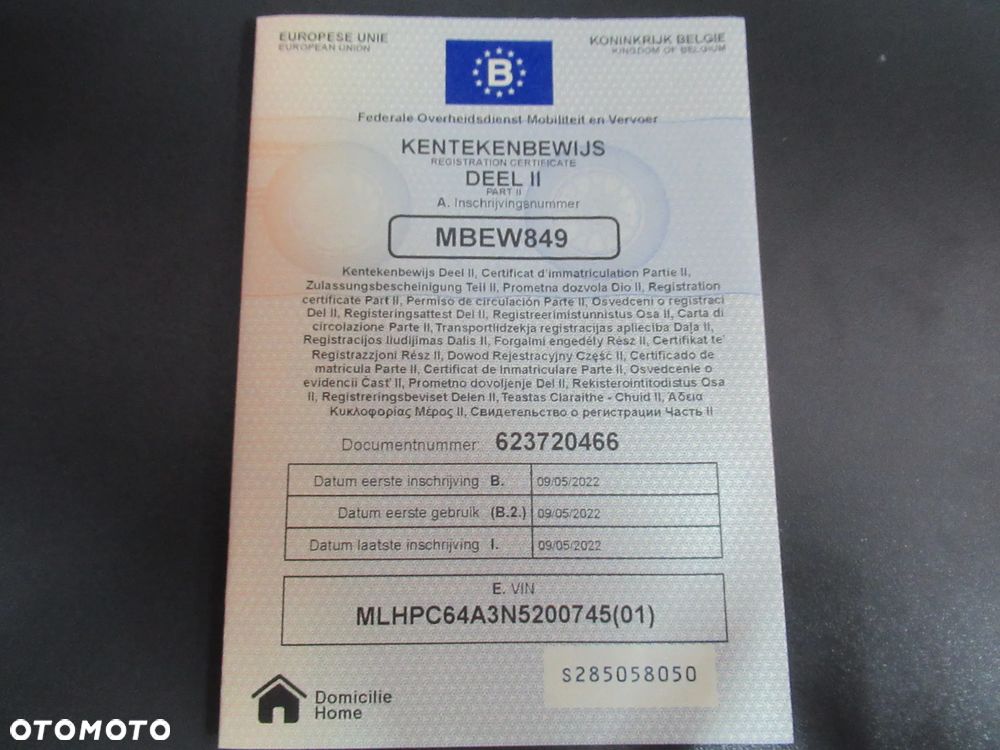 EUROPESE UNIE
EUROPEAN UNION
KONINKRIJK BELGIE
KINGDOM OF BELGIUM
B
Federale Overheidsdienst Mobiliteit en Vervoer
KENTEKENBEWIJS
REGISTRATION CERTIFICATE
DEEL II
PART II
A. Inschrijvingsnummer
MBEW849
Kentekenbewijs Deel II, Certificat d'immatriculation Partie II,
Zulassungsbescheinigung Teil II, Prometna dozvola Dio II, Registration
certificate Part II, Permiso de circulación Parte II, Osvedceni o registraci
Del II, Registeringsattest Del II, Registreerimistunnistus Osa II, Carta di
circolazione Parte II, Transportlidzekja registracijas aplieciba Daļa II,
Registracijos liudijimas Dalis II, Forgalmi engedély Rész II, Certifikat te'
Registrazzjoni Rész II, Dowod Rejestracyjny Część II, Certificado de
matricula Parte II, Certificat de Inmatriculare Parte II, Osvedcenie o
evidencii Časť II, Prometno dovoljenje Del II, Rekisterointitodistus Osa
II, Registreringsbeviset Delen II, Teastas Claraithe - Chuid II, Άδεια
Κυκλοφορίας Μέρος II, Свидетельство о регистрации Часть II
Documentnummer: 623720466
Datum eerste inschrijving B. 09/05/2022
Datum eerste gebruik (B.2.) 09/05/2022
Datum laatste inschrijving I. 09/05/2022
E. VIN
MLHPC64A3N5200745(01)
S285058050
Domicilie
Home
OTOMOTO